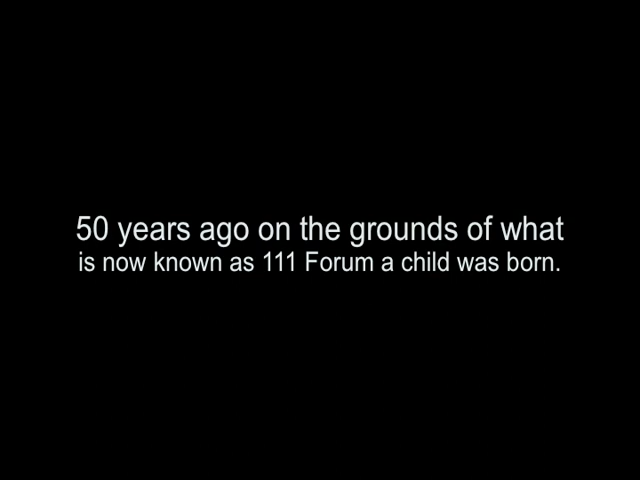 50 years ago on the grounds of what
is now known as 111 Forum a child was born.